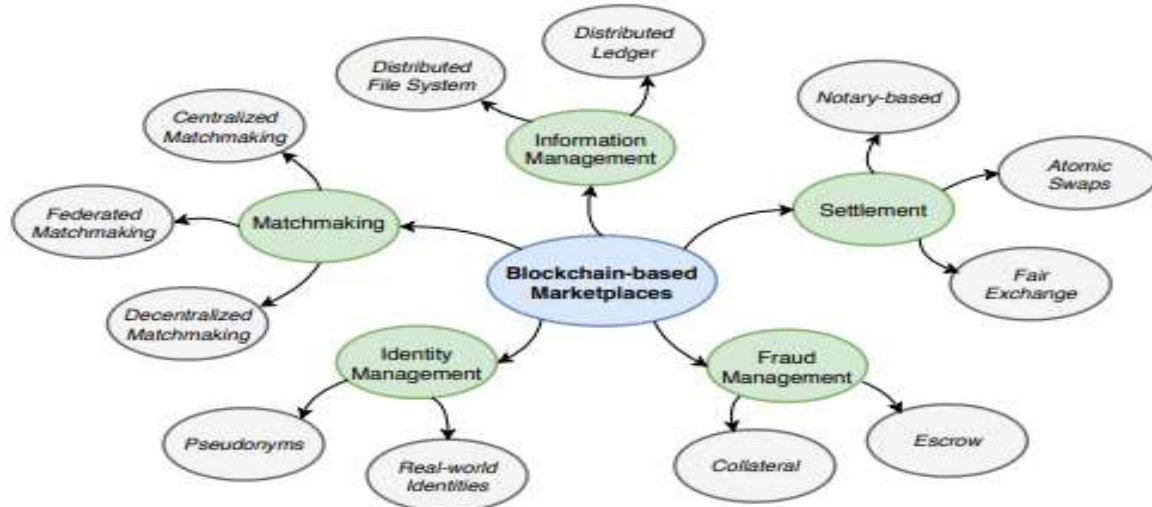 Distributed
Ledger
Distributed
File System
Notary-based
Centralized
Matchmaking
Information
Management
Atomic
Swaps
Federated
Matchmaking
Matchmaking
Settlement
Blockchain-based
Marketplaces
Fair
Exchange
Decentralized
Matchmaking
Identity
Management
Fraud
Management
Pseudonyms
Real-world
Identities
Collateral
Escrow